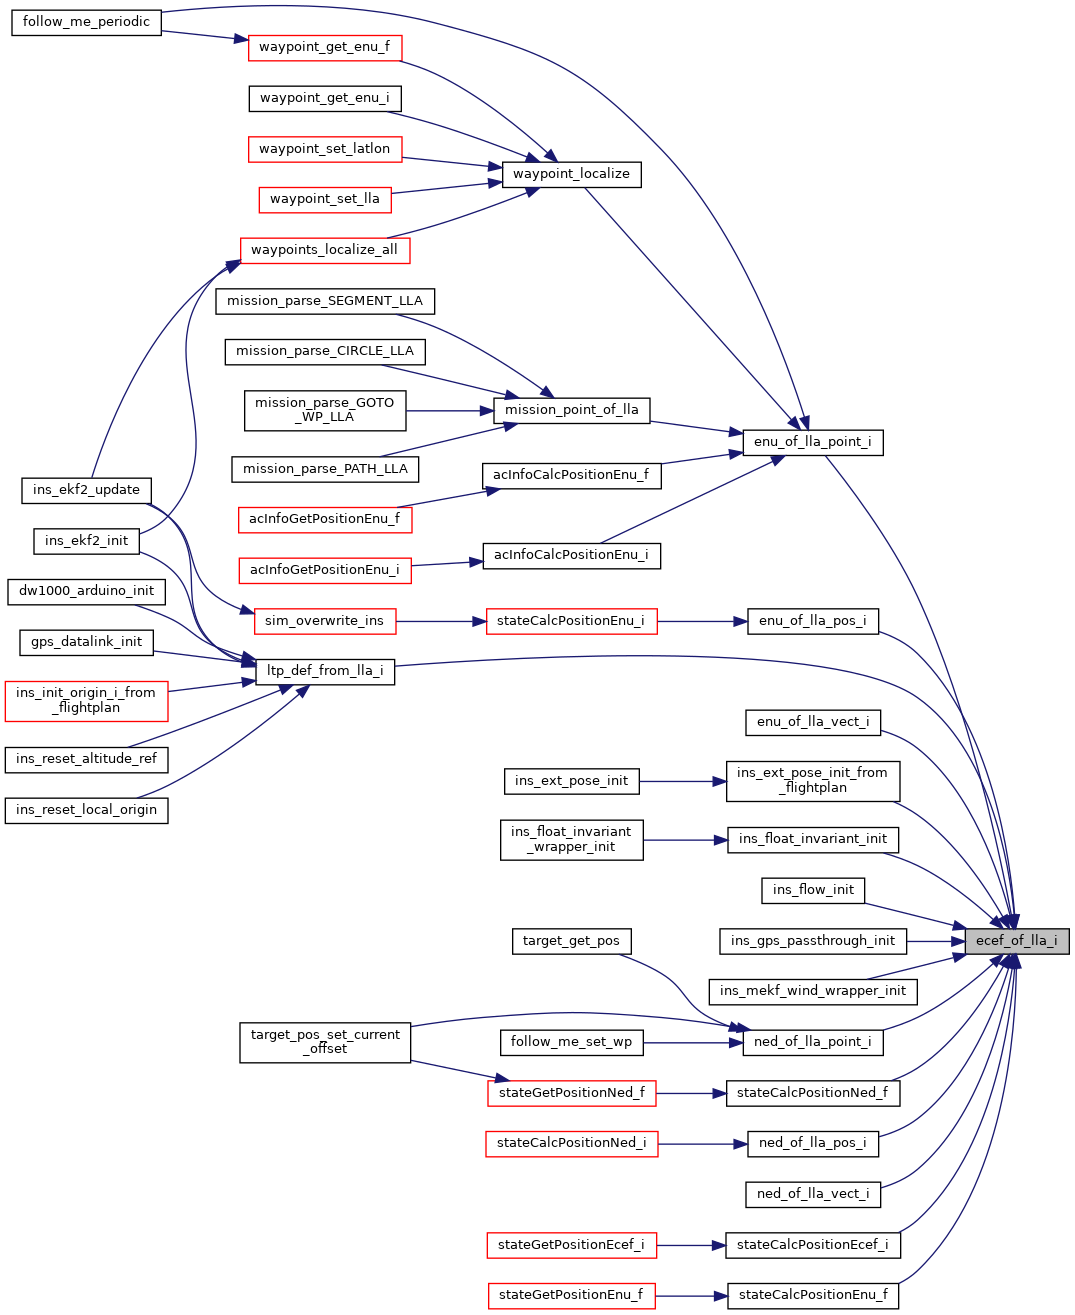 follow_me_periodic
waypoint_get_enu_f
waypoint_get_enu_i
waypoint_set_latlon
waypoint_localize
waypoint_set_lla
waypoints_localize_all
mission_parse_SEGMENT_LLA
mission_parse_CIRCLE_LLA
mission_parse_GOTO
_WP_LLA
mission_point_of_lla
enu_of_lla_point_i
mission_parse_PATH_LLA
acInfoCalcPositionEnu_f
ins_ekf2_update
acInfoGetPositionEnu_f
ins_ekf2_init
acInfoCalcPositionEnu_i
acInfoGetPositionEnu_i
dw1000_arduino_init
sim_overwrite_ins
stateCalcPositionEnu_i
enu_of_lla_pos_i
gps_datalink_init
ltp_def_from_lla_i
ins_init_origin_i_from
_flightplan
enu_of_lla_vect_i
ins_reset_altitude_ref
ins_ext_pose_init
ins_ext_pose_init_from
_flightplan
ins_reset_local_origin
ins_float_invariant
_wrapper_init
ins_float_invariant_init
ins_flow_init
target_get_pos
ins_gps_passthrough_init
ecef_of_lla_i
ins_mekf_wind_wrapper_init
target_pos_set_current
_offset
follow_me_set_wp
ned_of_lla_point_i
stateGetPositionNed_f
stateCalcPositionNed_f
stateCalcPositionNed_i
ned_of_lla_pos_i
ned_of_lla_vect_i
stateGetPositionEcef_i
stateCalcPositionEcef_i
stateGetPositionEnu_f
stateCalcPositionEnu_f